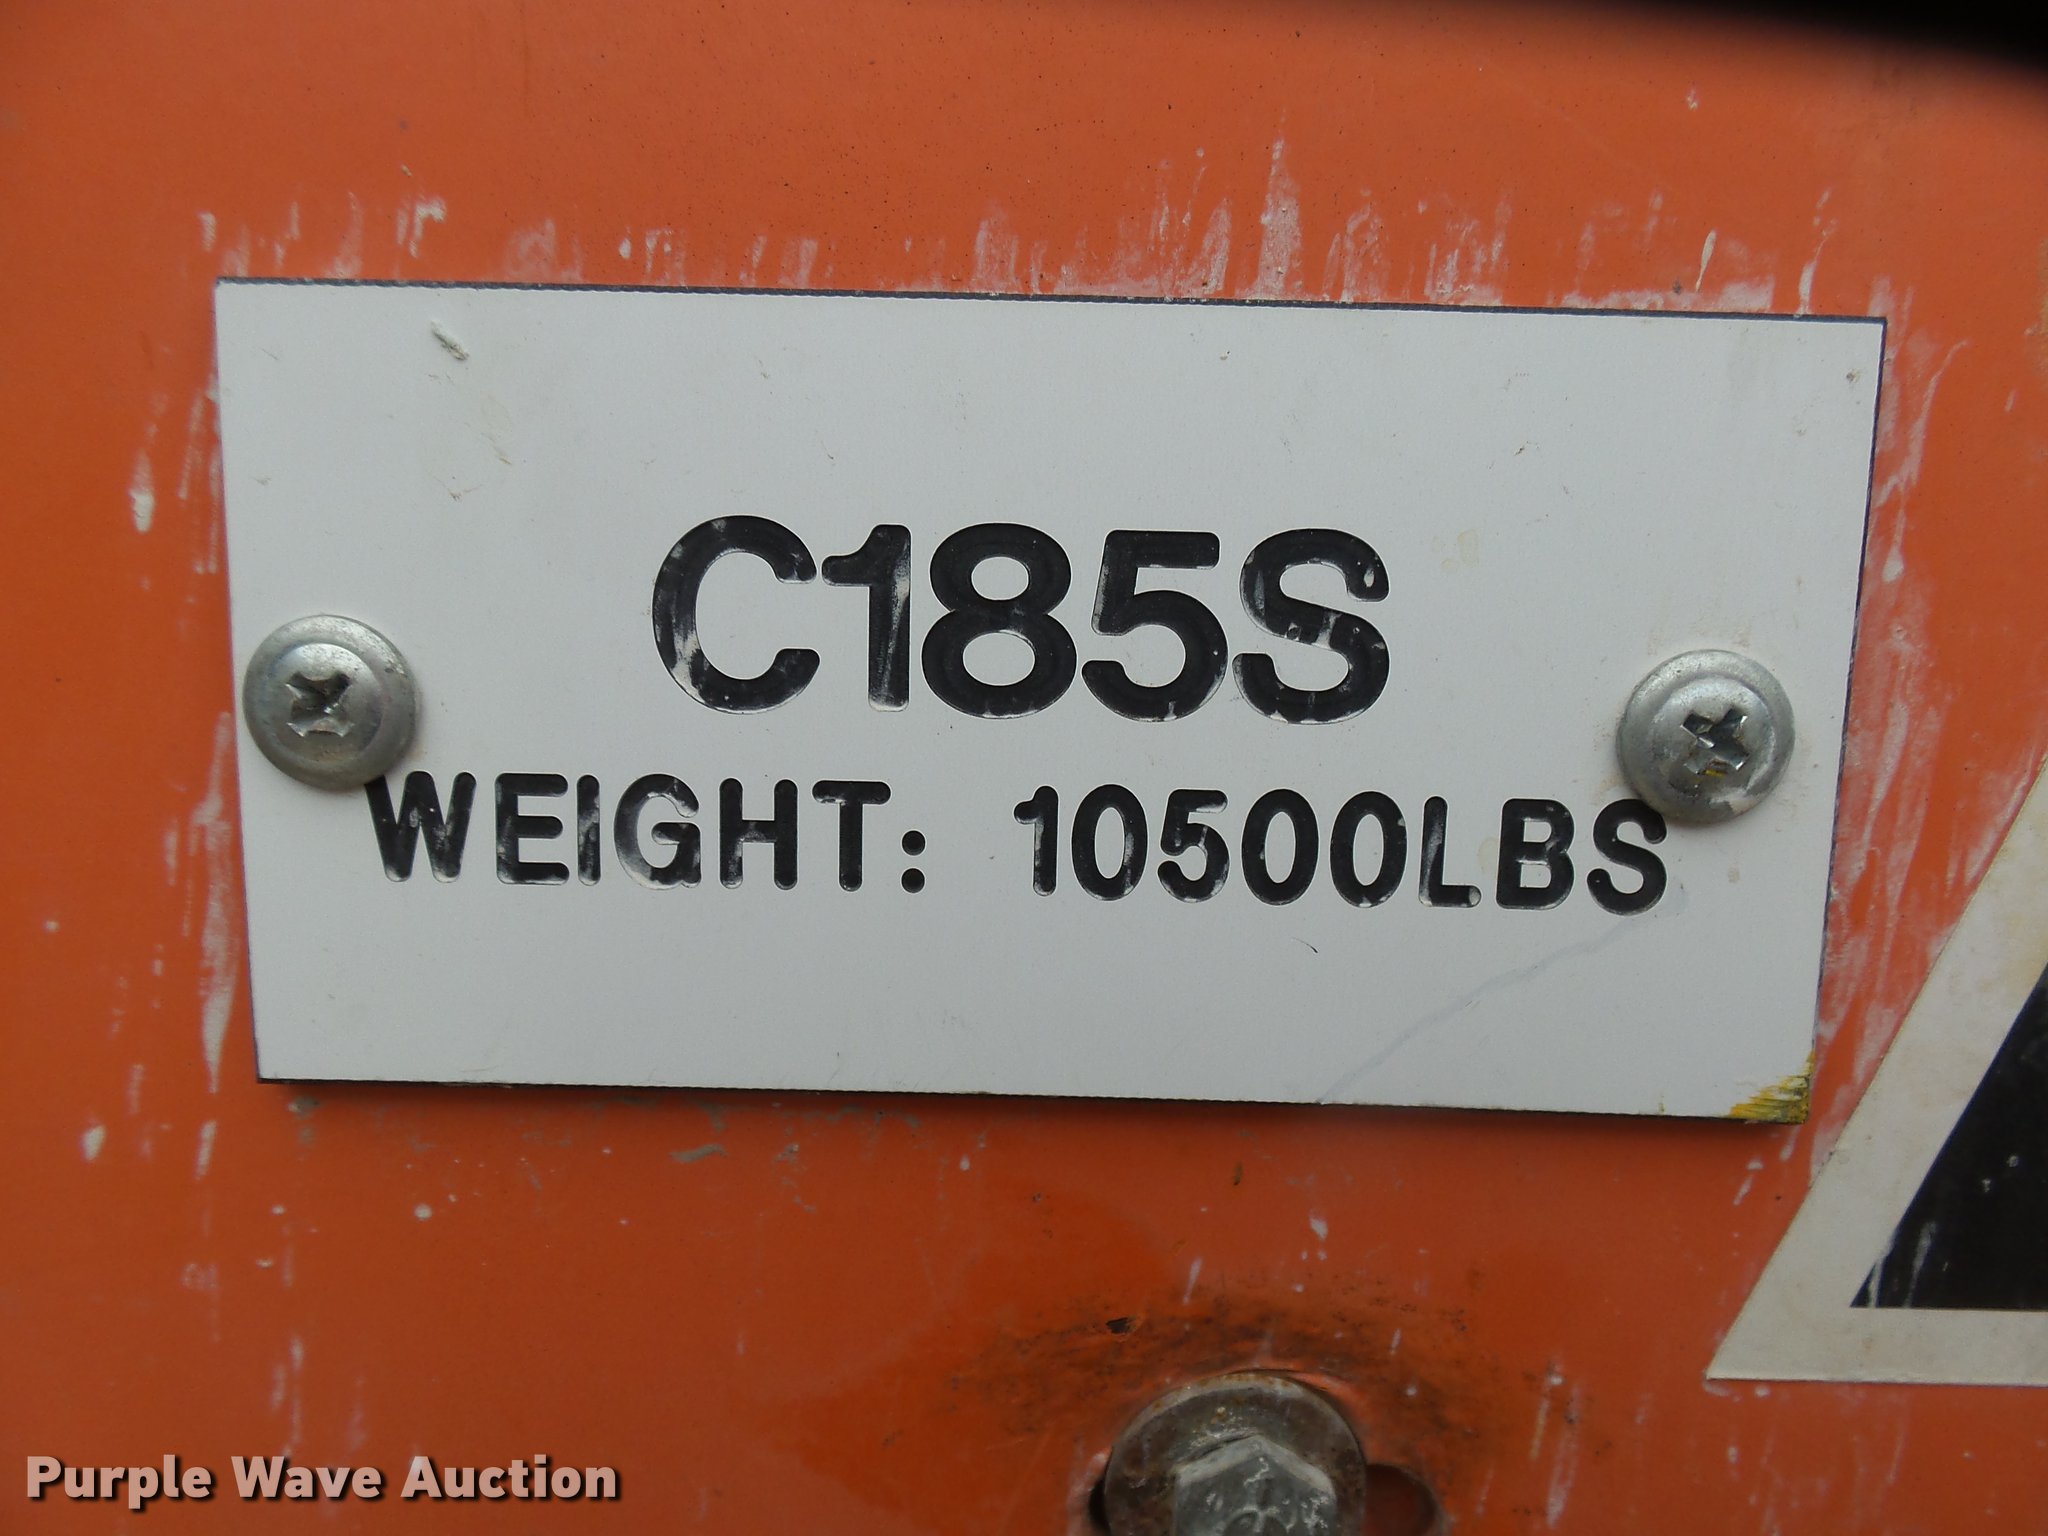 C185S
WEIGHT: 10500LBS
Purple Wave Auction